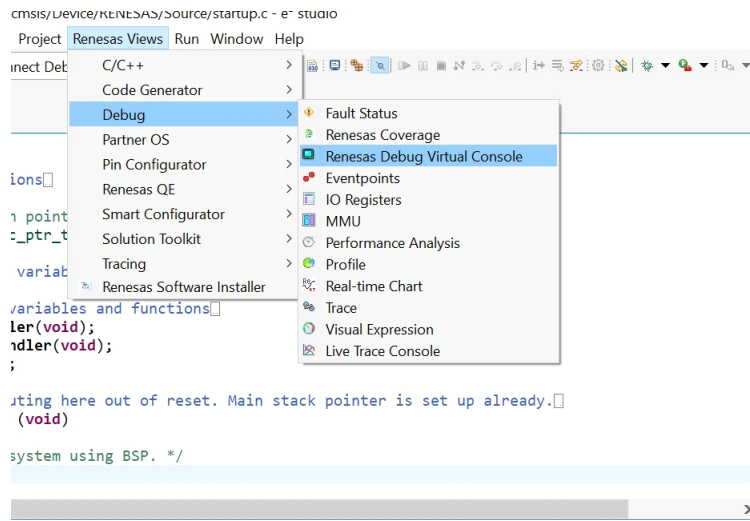 cmsis/Device/RENESAS/Source/startup.c - e² studio
Project Renesas Views Run Window Help
nnect Deb
C/C++
Code Generator
Debug
Partner OS
Pin Configurator
Renesas QE
Smart Configurator
Solution Toolkit
Tracing
Renesas Software Installer
Fault Status
Renesas Coverage
Renesas Debug Virtual Console
Eventpoints
IO Registers
MMU
Performance Analysis
Profile
Real-time Chart
Trace
Visual Expression
Live Trace Console
ions
n point
c_ptr_t
variab
variables and functions
ler(void);
ndler(void);
;
uting here out of reset. Main stack pointer is set up already.
(void)
system using BSP. */